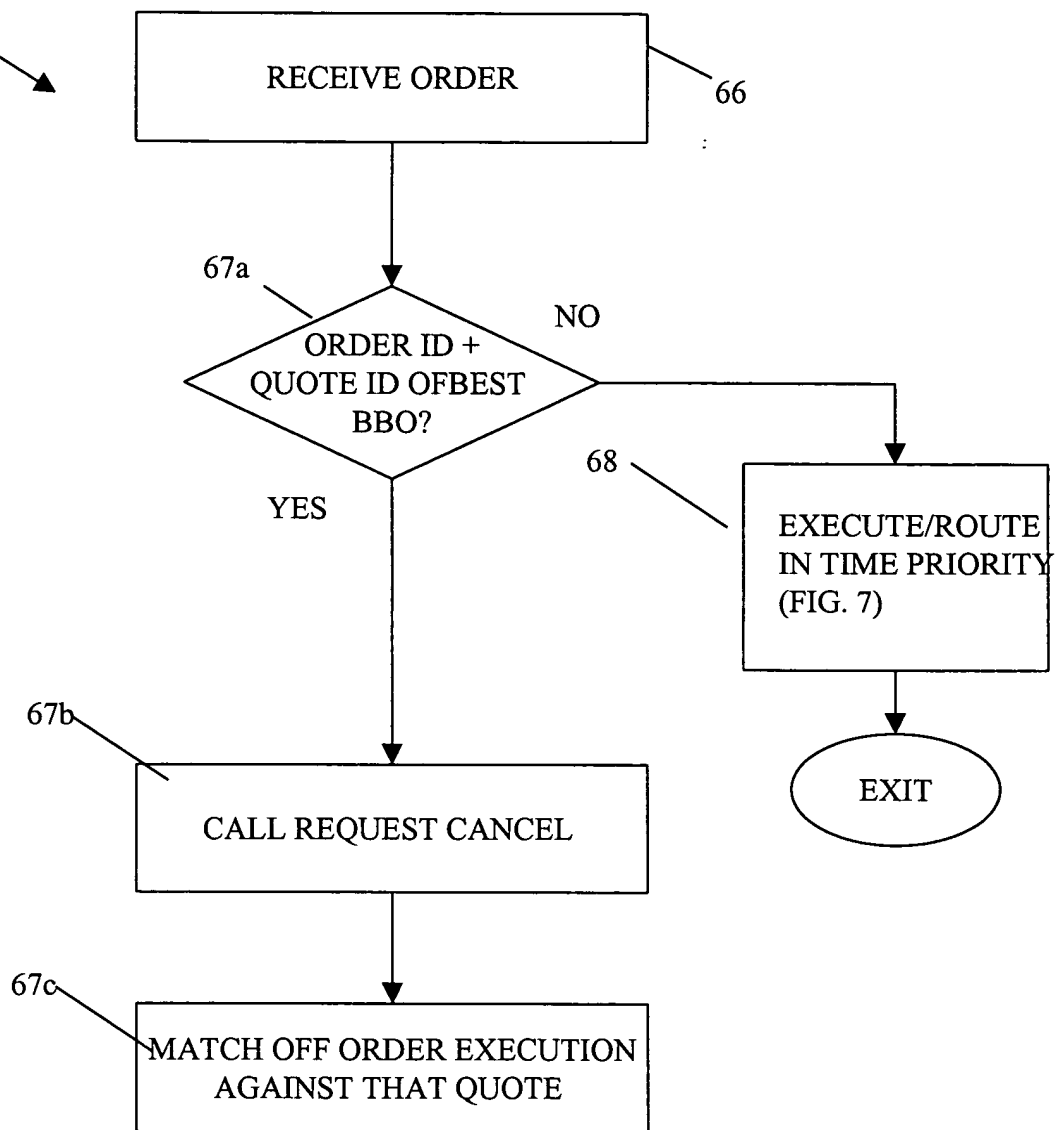 RECEIVE ORDER
66
67a
NO
ORDER ID +
QUOTE ID OFBEST
BBO?
68
YES
EXECUTE/ROUTE
IN TIME PRIORITY
(FIG. 7)
67b
EXIT
CALL REQUEST CANCEL
67c
MATCH OFF ORDER EXECUTION
AGAINST THAT QUOTE